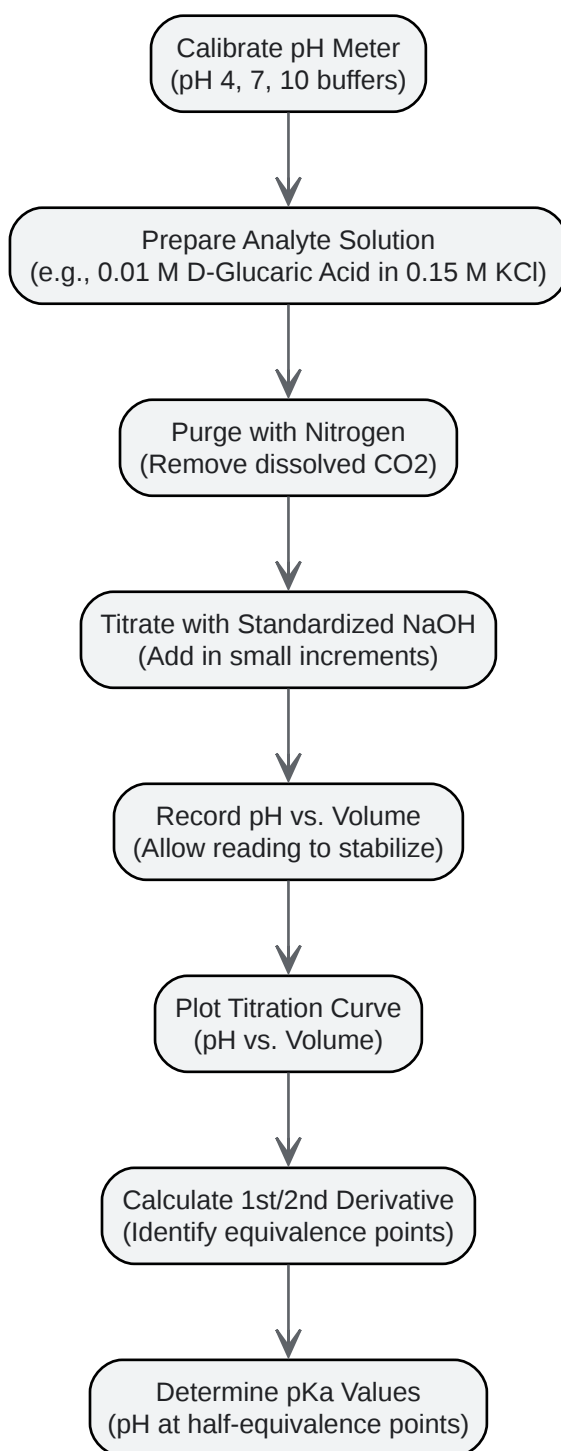 Calibrate pH Meter
(pH 4, 7, 10 buffers)
Prepare Analyte Solution
(e.g., 0.01 M D-Glucaric Acid in 0.15 M KCl)
Purge with Nitrogen
(Remove dissolved CO2)
Titrate with Standardized NaOH
(Add in small increments)
Record pH vs. Volume
(Allow reading to stabilize)
Plot Titration Curve
(pH vs. Volume)
Calculate 1st/2nd Derivative
(Identify equivalence points)
Determine pKa Values
(pH at half-equivalence points)